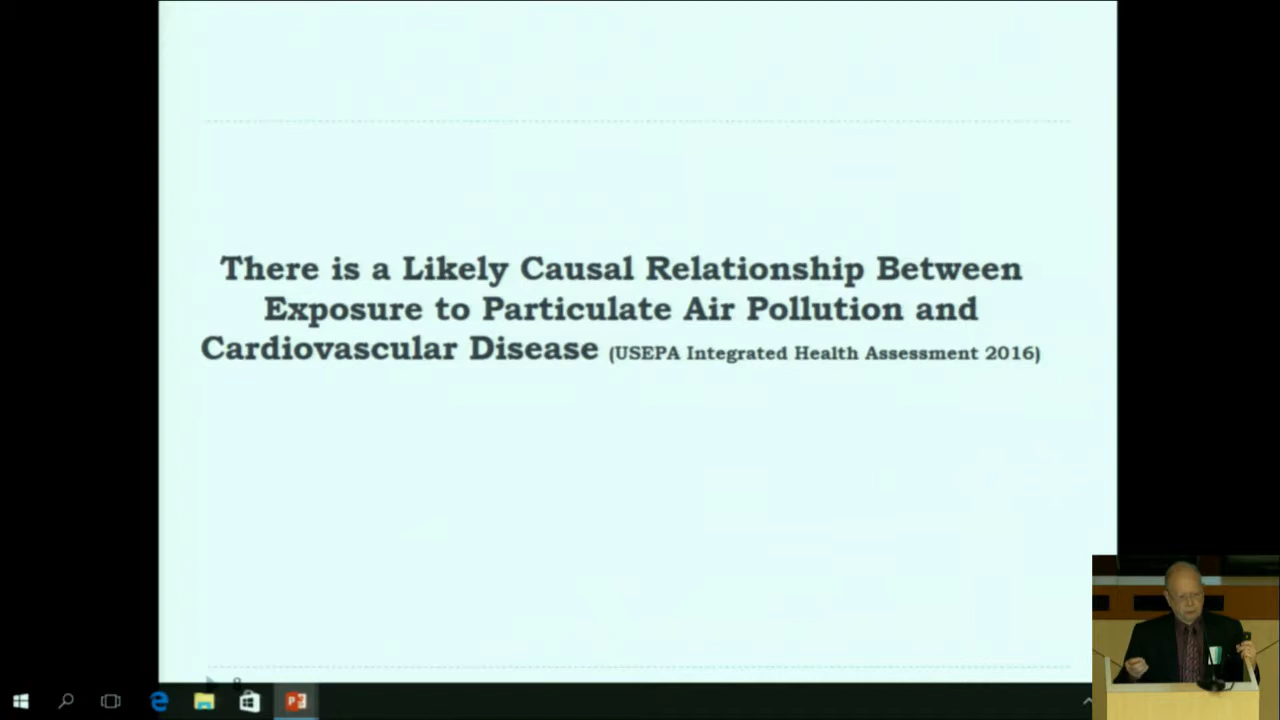 There is a Likely Causal Relationship Between
Exposure to Particulate Air Pollution and
Cardiovascular Disease (USEPA Integrated Health Assessment 2016)